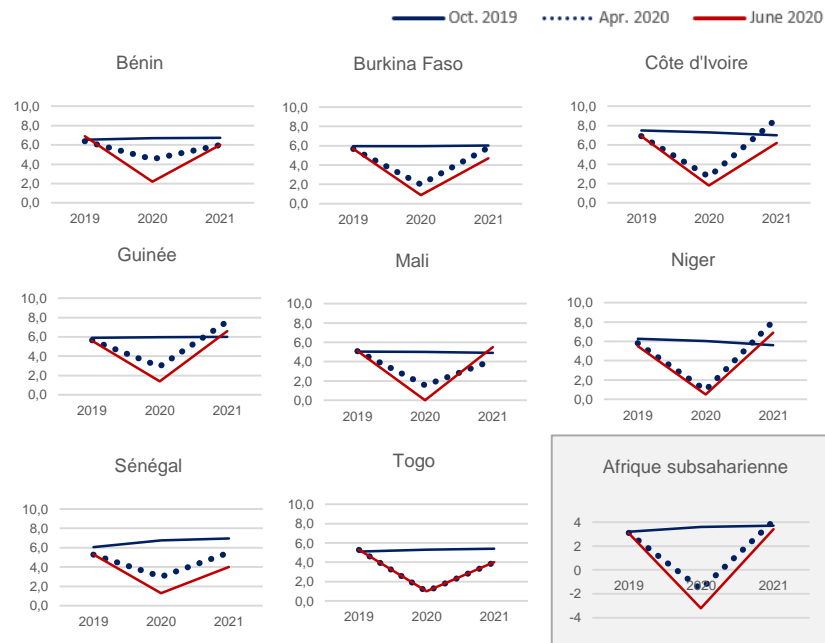 Oct. 2019 Apr. 2020 June 2020
Bénin
10,0
8,0
6,0
4,0
2,0
0,0
2019 2020 2021
Burkina Faso
10,0
8,0
6,0
4,0
2,0
0,0
2019 2020 2021
Côte d'Ivoire
10,0
8,0
6,0
4,0
2,0
0,0
2019 2020 2021
Guinée
10,0
8,0
6,0
4,0
2,0
0,0
2019 2020 2021
Mali
10,0
8,0
6,0
4,0
2,0
0,0
2019 2020 2021
Niger
10,0
8,0
6,0
4,0
2,0
0,0
2019 2020 2021
Sénégal
10,0
8,0
6,0
4,0
2,0
0,0
2019 2020 2021
Togo
10,0
8,0
6,0
4,0
2,0
0,0
2019 2020 2021
Afrique subsaharienne
4
2
0
2019 2020 2021
-2
-4